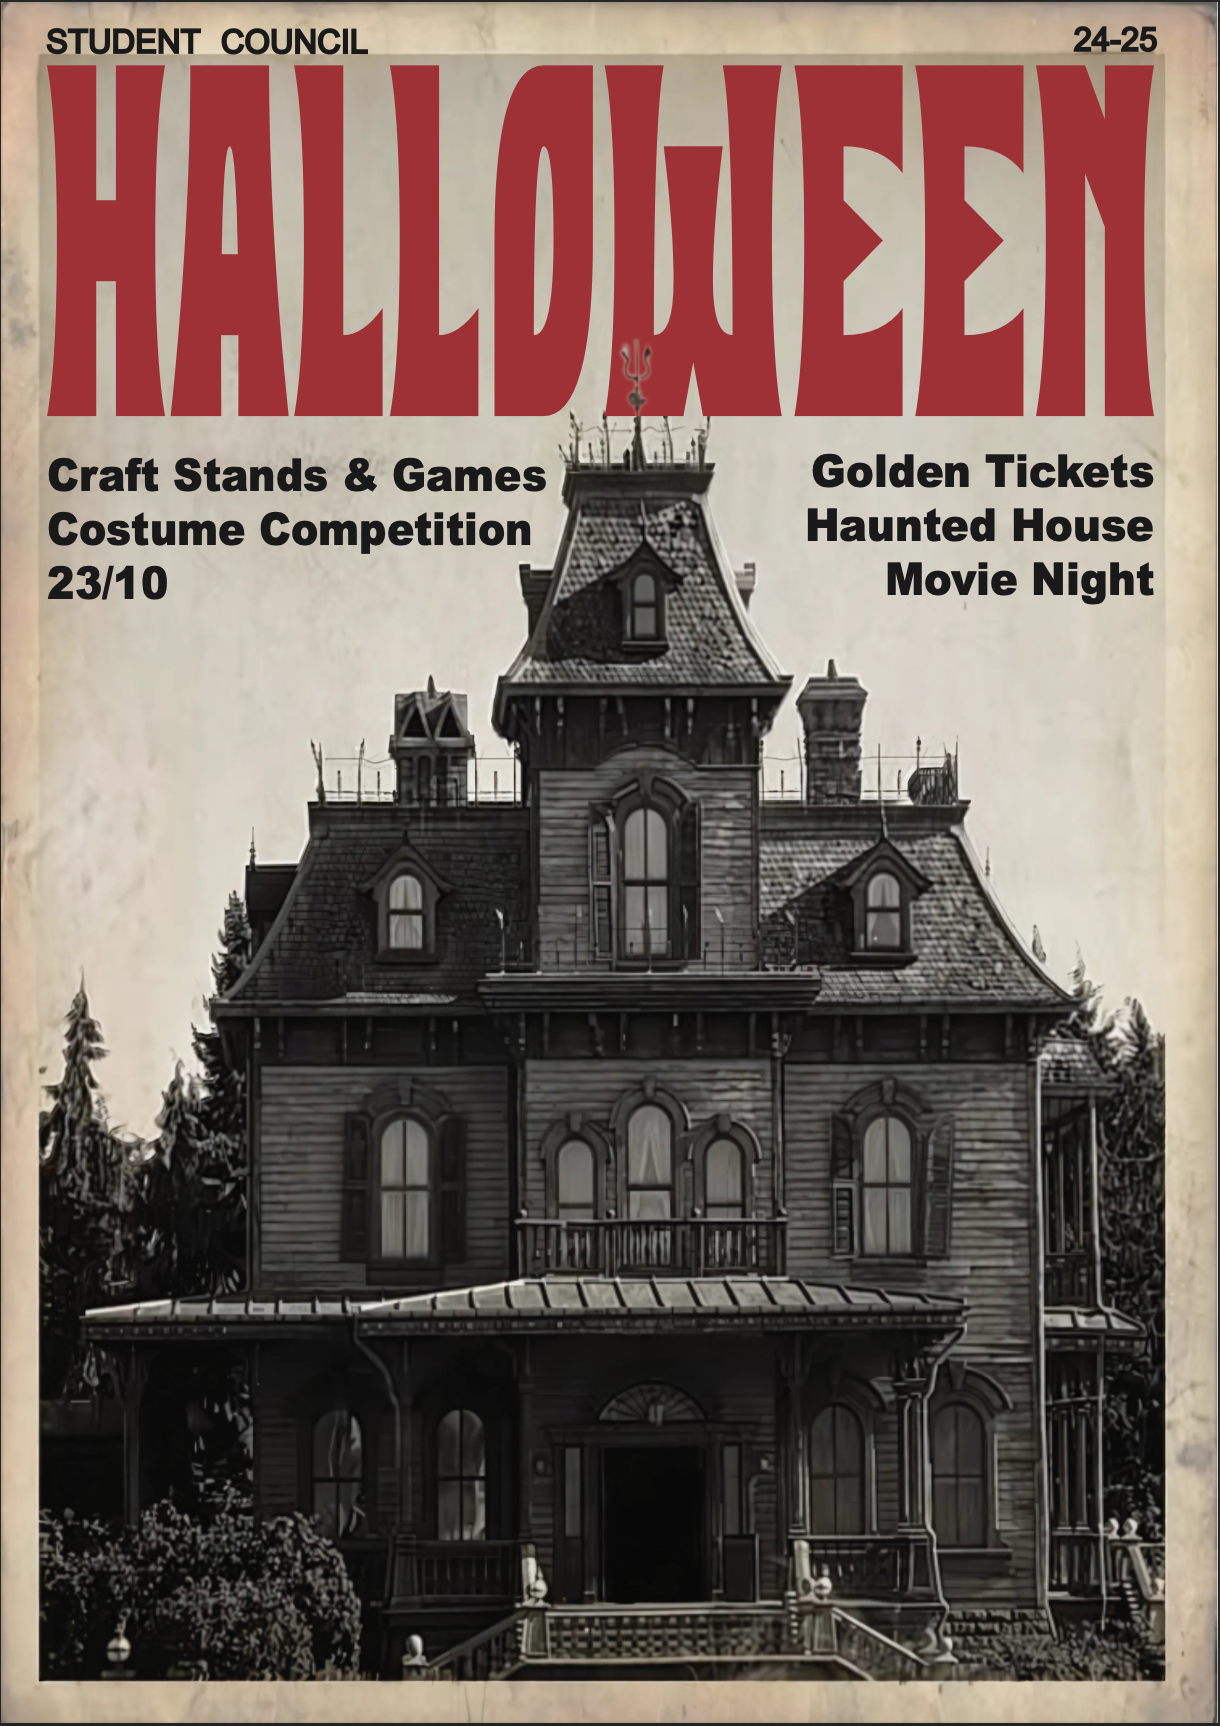 STUDENT COUNCIL
24-25
HALLOWEEN
Craft Stands & Games
Costume Competition
23/10
Golden Tickets
Haunted House
Movie Night